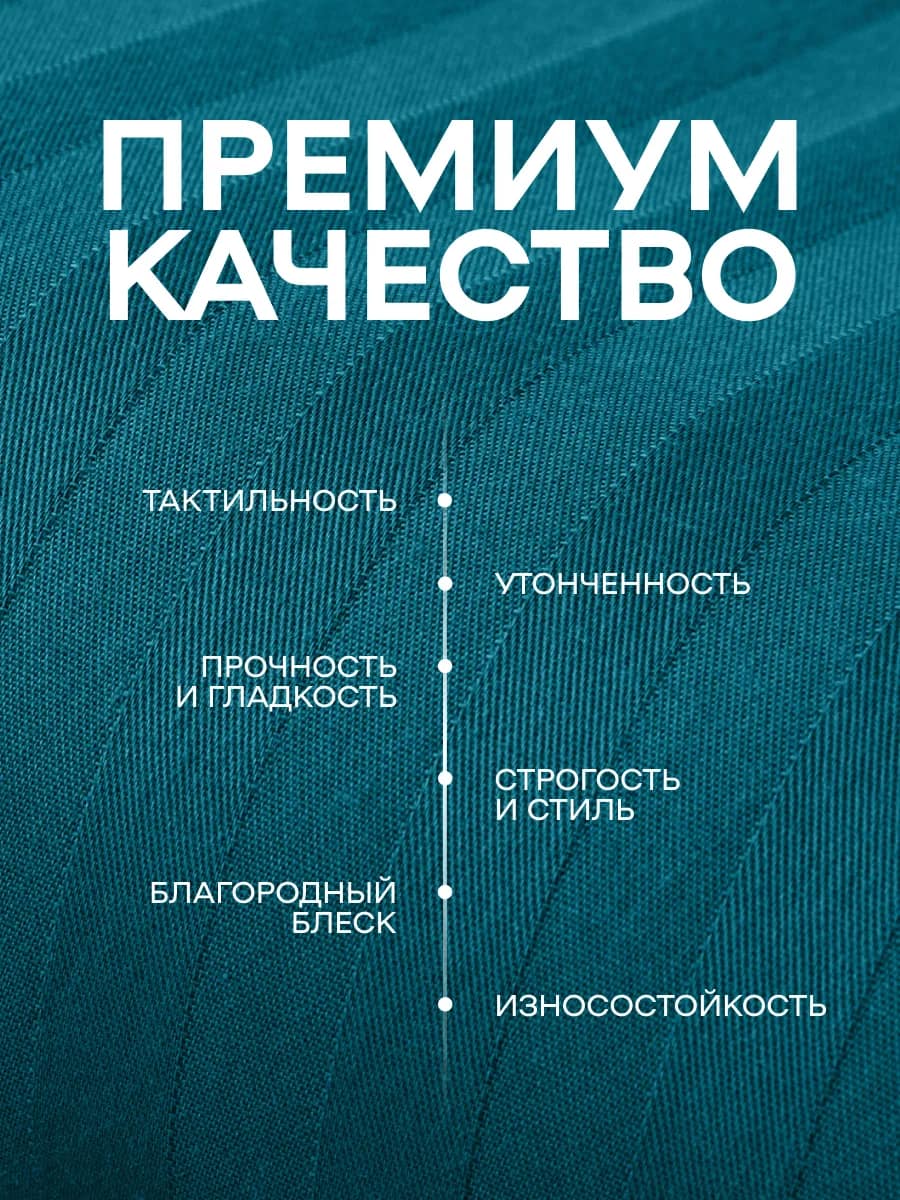 ПРЕМИУМ
КАЧЕСТВО
ТАКТИЛЬНОСТЬ
УТОНЧЕННОСТЬ
ПРОЧНОСТЬ
И ГЛАДКОСТЬ
СТРОГОСТЬ
И СТИЛЬ
БЛАГОРОДНЫЙ
БЛЕСК
ИЗНОСОСТОЙКОСТЬ